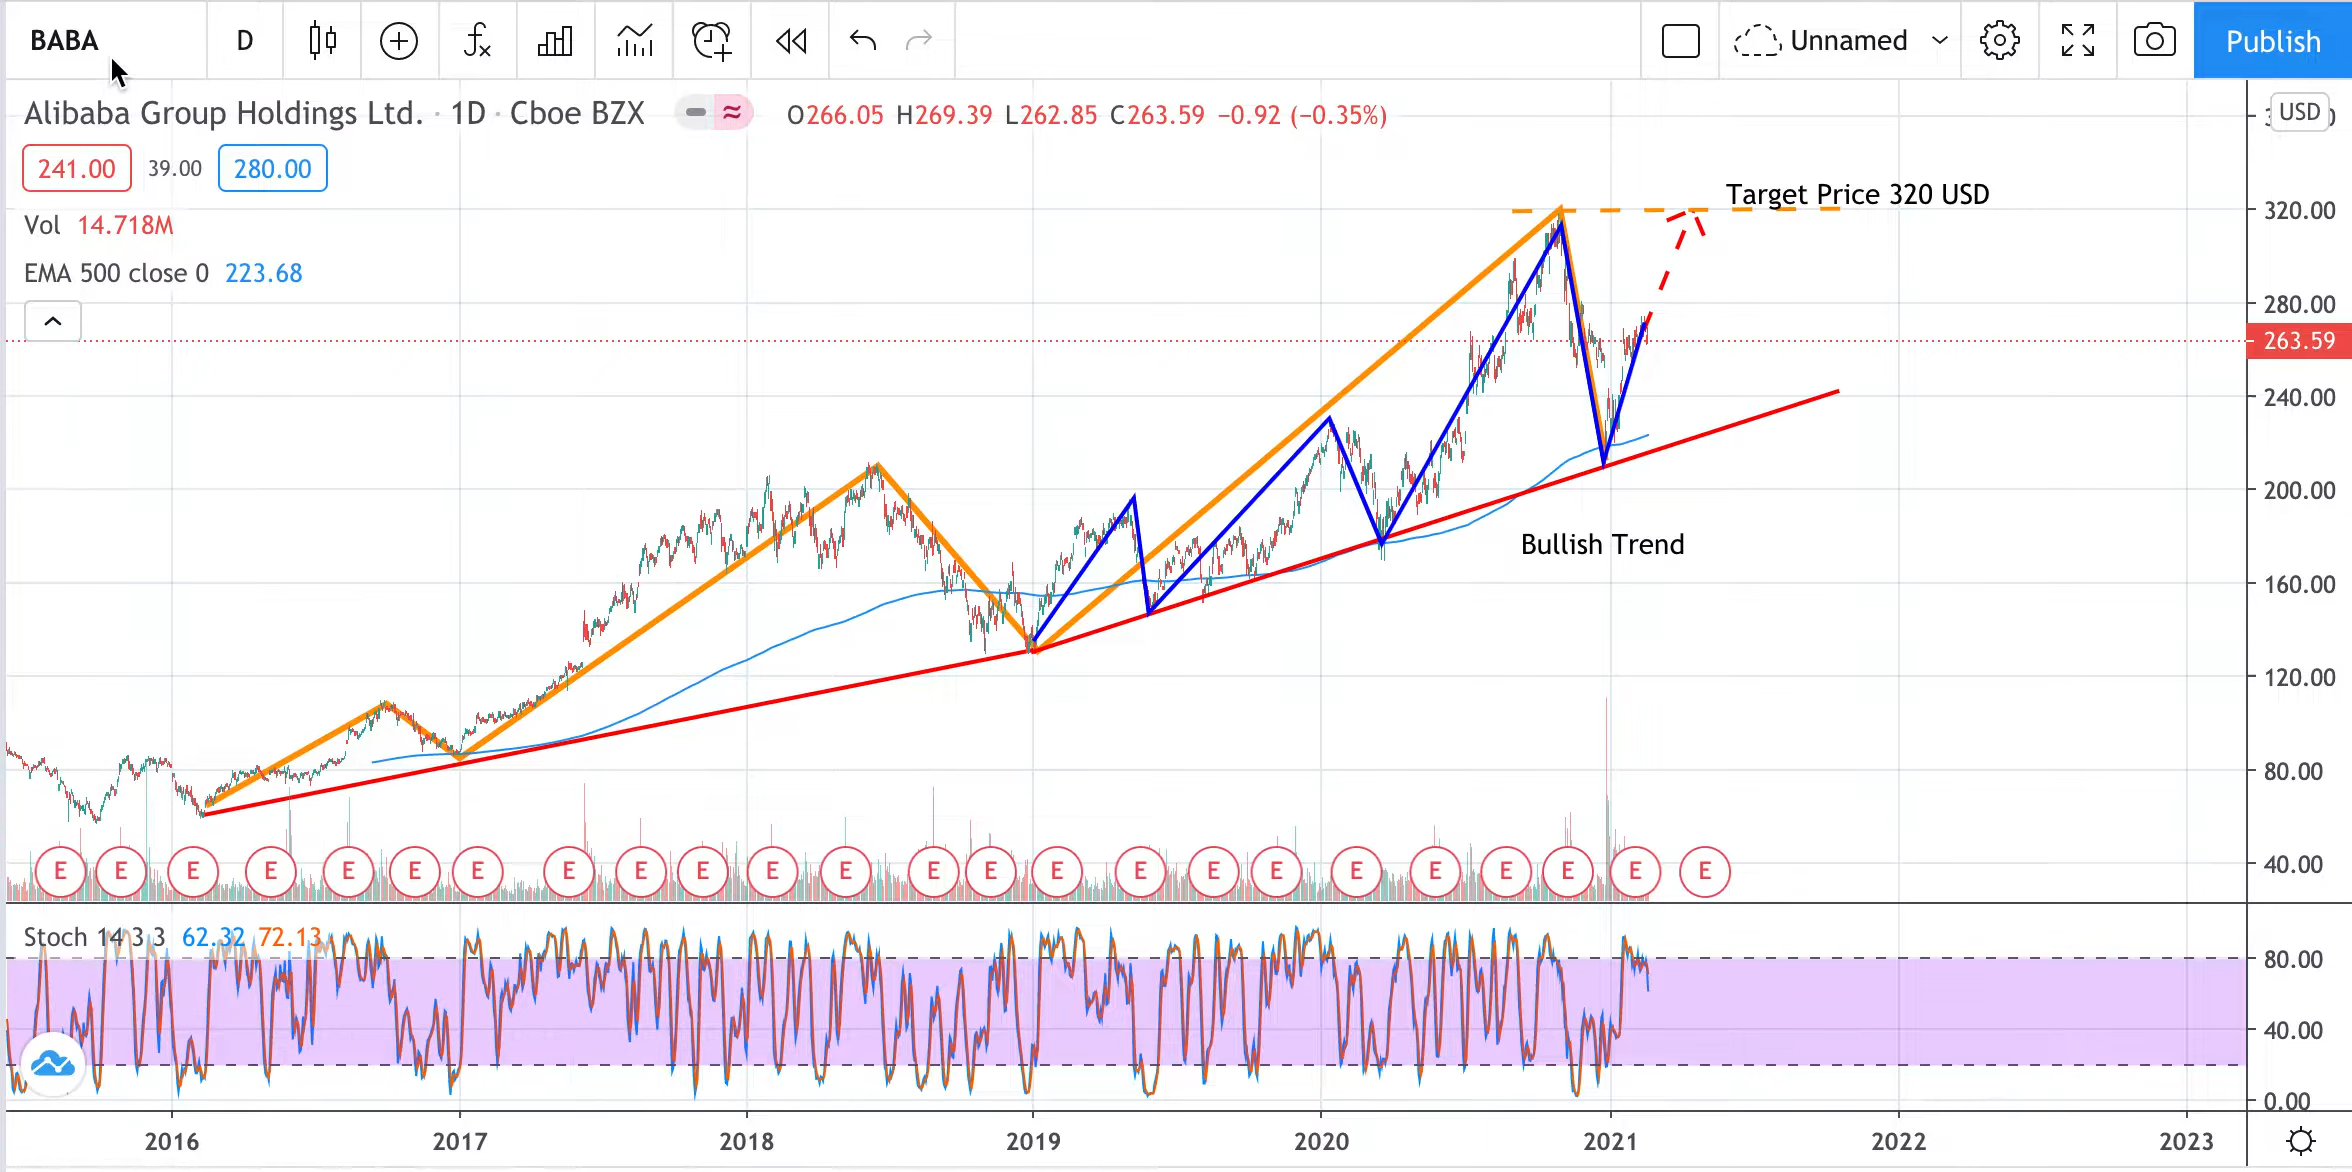 BABA D Unnamed Publish
Alibaba Group Holdings Ltd. · 1D · Cboe BZX O266.05 H269.39 L262.85 C263.59 −0.92 (−0.35%) USD
241.00 39.00 280.00
Vol 14.718M
EMA 500 close 0 223.68
Target Price 320 USD
Bullish Trend
320.00
280.00
263.59
240.00
200.00
160.00
120.00
80.00
40.00
E E E E E E E E E E E E E E E E E E E E E E E E
Stoch 14 3 3 62.32 72.13
80.00
40.00
0.00
2016 2017 2018 2019 2020 2021 2022 2023